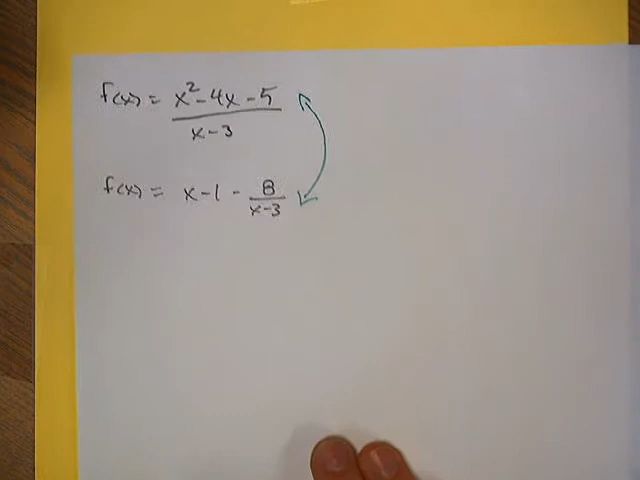 f(x) = x² - 4x - 5 / x - 3
f(x) = x - 1 - 8 / x - 3